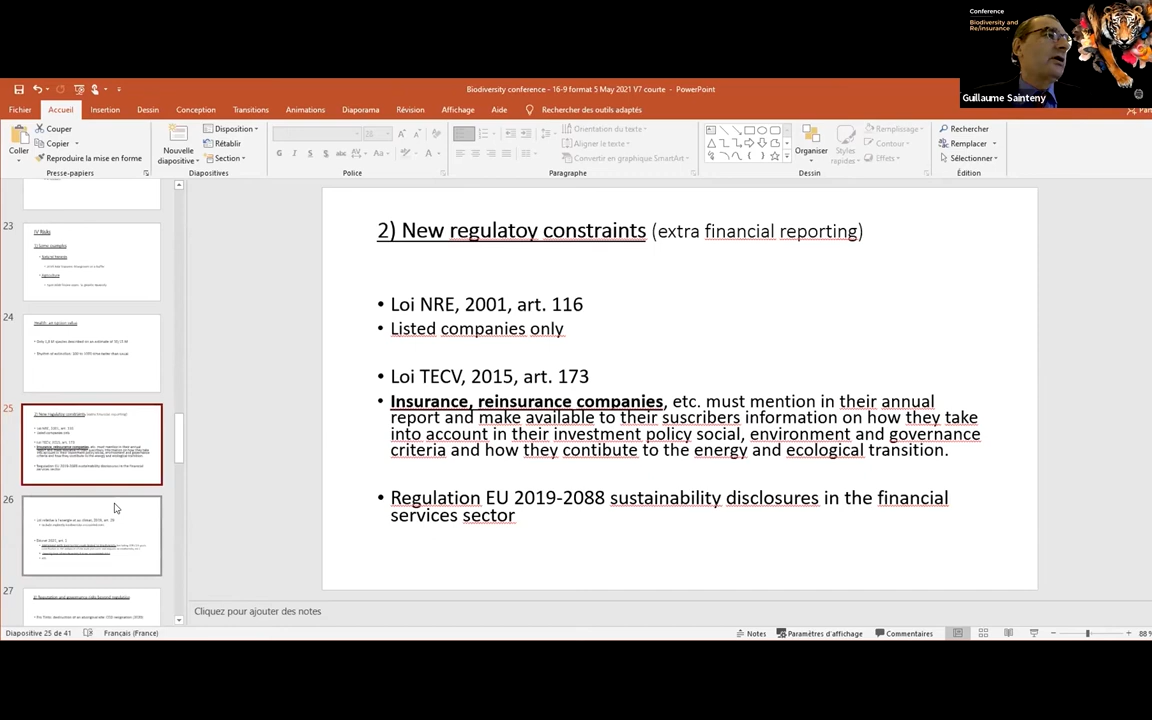 Conference
Biodiversity and
Re/insurance
Guillaume Sainteny
Biodiversity conference - 16-9 format 5 May 2021 V7 courte - PowerPoint
Fichier Accueil Insertion Dessin Conception Transitions Animations Diaporama Révision Affichage Aide Rechercher des outils adaptés
Coller
Couper
Copier
Reproduire la mise en forme
Presse-papiers
Nouvelle
diapositive
Disposition
Rétablir
Section
Diapositives
Police
Orientation du texte
Aligner le texte
Convertir en graphique SmartArt
Paragraphe
Organiser
Styles
rapides
Remplissage
Contour
Effets
Dessin
Rechercher
Remplacer
Sélectionner
Édition
23
IV Risks
24
25
26
27
2) New regulatoy constraints (extra financial reporting)
• Loi NRE, 2001, art. 116
• Listed companies only
• Loi TECV, 2015, art. 173
• Insurance, reinsurance companies, etc. must mention in their annual
report and make available to their suscribers information on how they take
into account in their investment policy social, environment and governance
criteria and how they contibute to the energy and ecological transition.
• Regulation EU 2019-2088 sustainability disclosures in the financial
services sector
Cliquez pour ajouter des notes
Diapositive 25 de 41 Français (France) Notes Paramètres d'affichage Commentaires 88